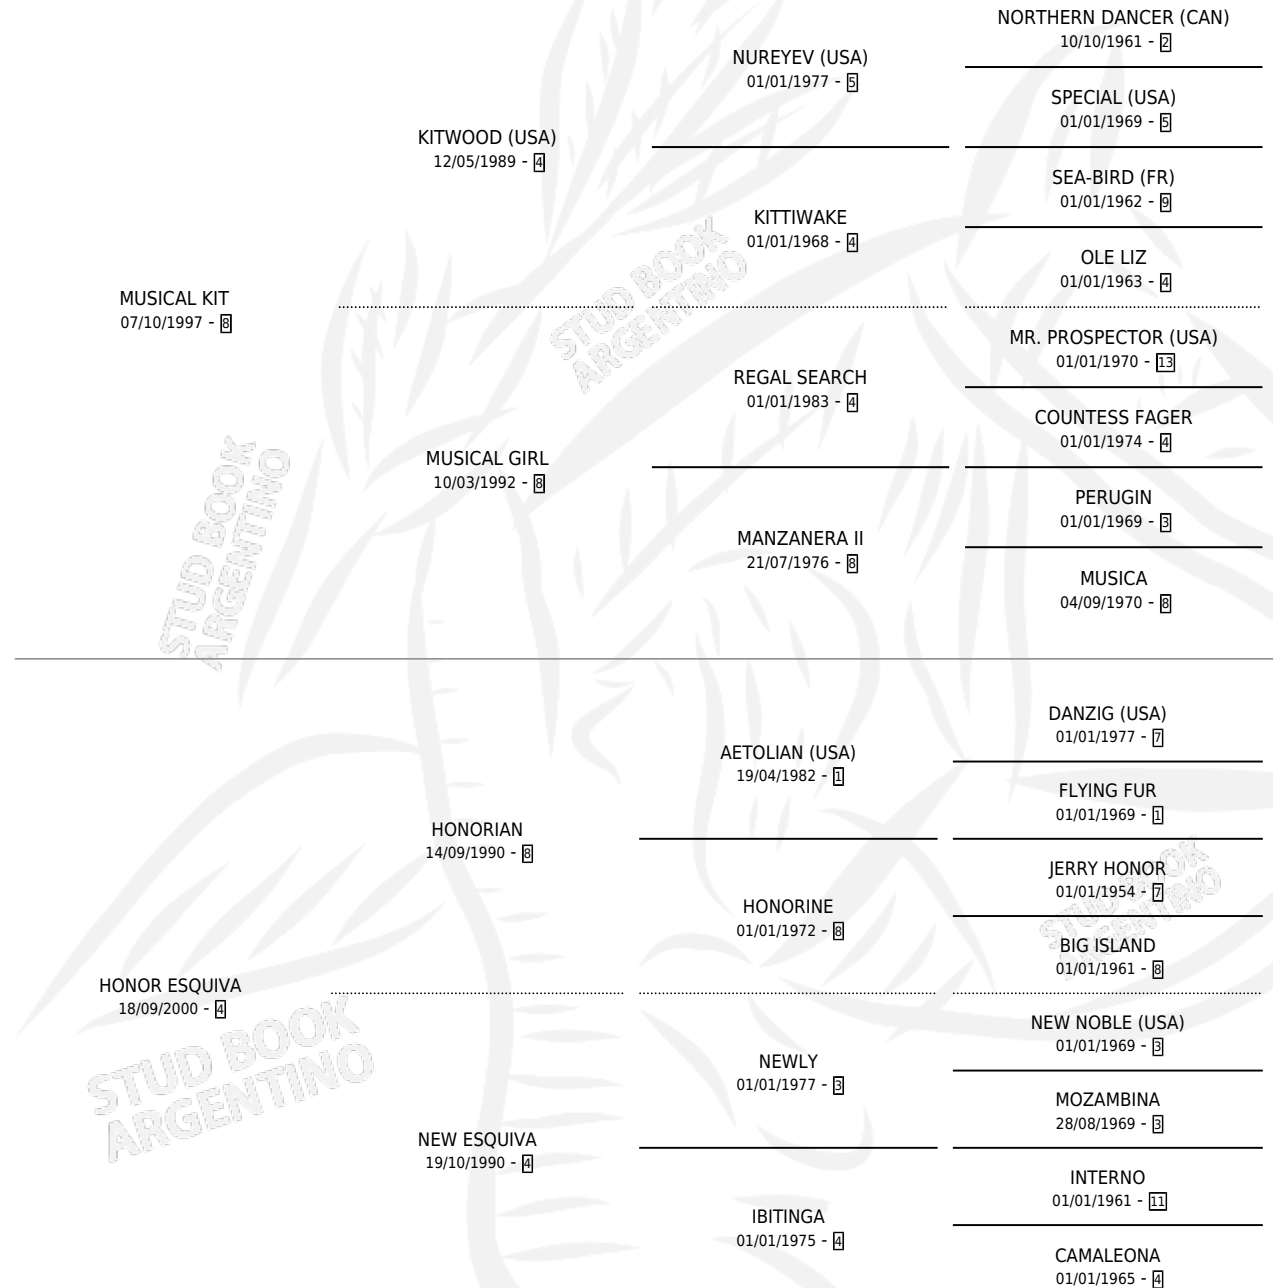 NORTHERN DANCER (CAN)
10/10/1961 - 2
NUREYEV (USA)
01/01/1977 - 5
SPECIAL (USA)
01/01/1969 - 5
KITWOOD (USA)
12/05/1989 - 4
SEA-BIRD (FR)
01/01/1962 - 9
KITTIWAKE
01/01/1968 - 4
OLE LIZ
01/01/1963 - 4
MUSICAL KIT
07/10/1997 - 8
MR. PROSPECTOR (USA)
01/01/1970 - 13
REGAL SEARCH
01/01/1983 - 4
COUNTESS FAGER
01/01/1974 - 4
MUSICAL GIRL
10/03/1992 - 8
PERUGIN
01/01/1969 - 3
MANZANERA II
21/07/1976 - 8
MUSICA
04/09/1970 - 8
STUD BOOK
ARGENTINO
STUD BOOK
ARGENTINO
DANZIG (USA)
01/01/1977 - 7
AETOLIAN (USA)
19/04/1982 - 1
FLYING FUR
01/01/1969 - 1
HONORIAN
14/09/1990 - 8
JERRY HONOR
01/01/1954 - 7
HONORINE
01/01/1972 - 8
BIG ISLAND
01/01/1961 - 8
HONOR ESQUIVA
18/09/2000 - 4
NEW NOBLE (USA)
01/01/1969 - 3
NEWLY
01/01/1977 - 3
MOZAMBINA
28/08/1969 - 3
NEW ESQUIVA
19/10/1990 - 4
INTERNO
01/01/1961 - 11
IBITINGA
01/01/1975 - 4
CAMALEONA
01/01/1965 - 4
STUD BOOK
ARGENTINO
STUD BOOK
ARGENTINO